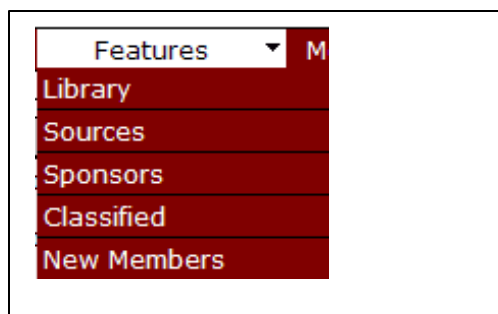 Features M
Library
Sources
Sponsors
Classified
New Members